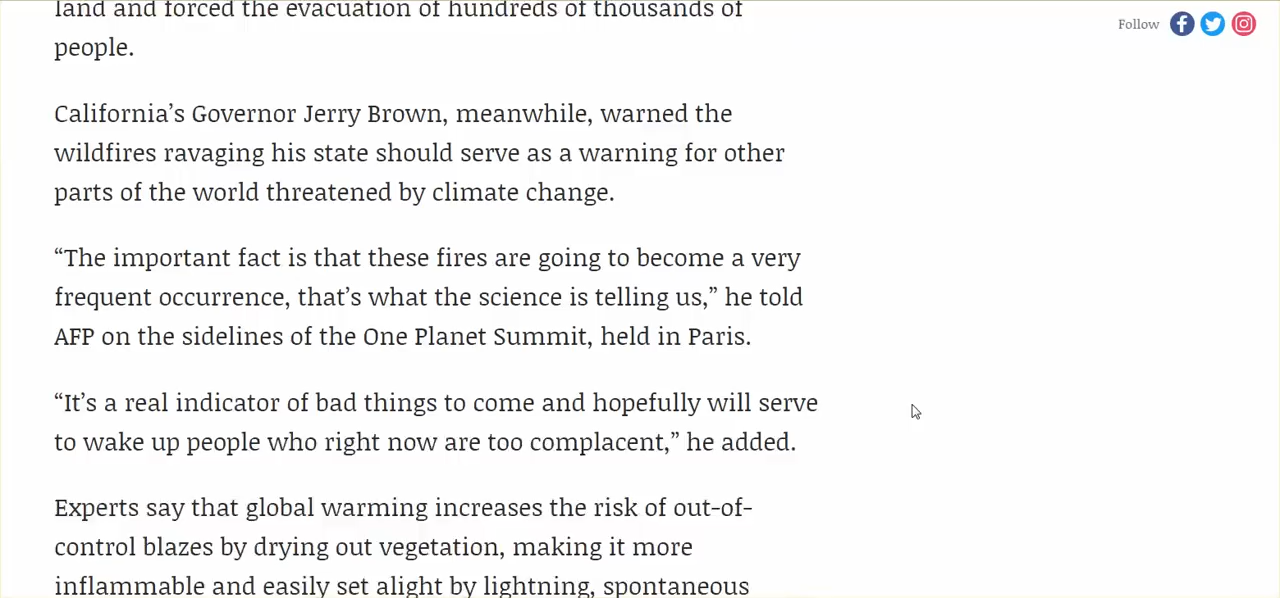 land and forced the evacuation of hundreds of thousands of
Follow
people.
California’s Governor Jerry Brown, meanwhile, warned the
wildfires ravaging his state should serve as a warning for other
parts of the world threatened by climate change.
“The important fact is that these fires are going to become a very
frequent occurrence, that’s what the science is telling us,” he told
AFP on the sidelines of the One Planet Summit, held in Paris.
“It’s a real indicator of bad things to come and hopefully will serve
to wake up people who right now are too complacent,” he added.
Experts say that global warming increases the risk of out-of-
control blazes by drying out vegetation, making it more
inflammable and easily set alight by lightning, spontaneous